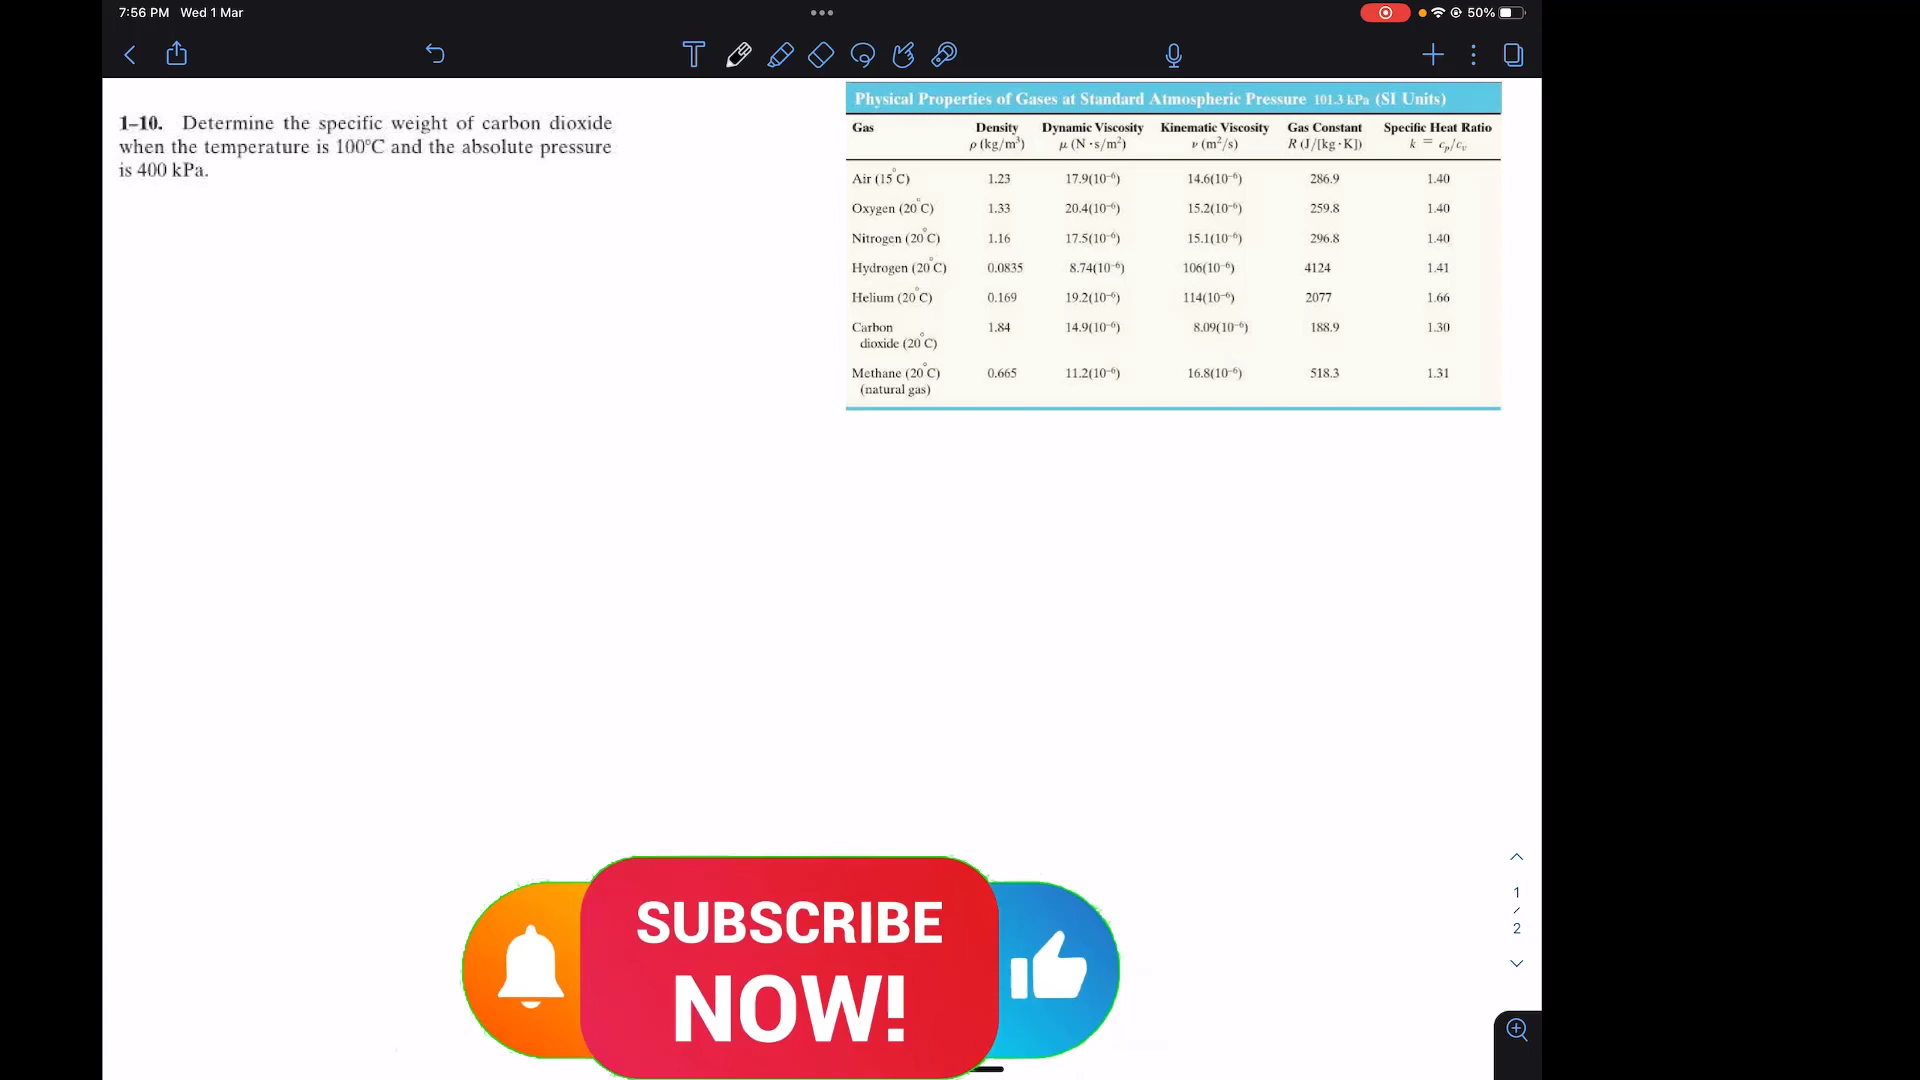 7:56 PM Wed 1 Mar
50%
1–10. Determine the specific weight of carbon dioxide
when the temperature is 100°C and the absolute pressure
is 400 kPa.
Physical Properties of Gases at Standard Atmospheric Pressure 101.3 kPa (SI Units)
Gas Density Dynamic Viscosity Kinematic Viscosity Gas Constant Specific Heat Ratio
ρ (kg/m³) μ (N·s/m²) ν (m²/s) R (J/[kg·K]) k = cₚ/cᵥ
Air (15°C) 1.23 17.9(10⁻⁶) 14.6(10⁻⁶) 286.9 1.40
Oxygen (20°C) 1.33 20.4(10⁻⁶) 15.2(10⁻⁶) 259.8 1.40
Nitrogen (20°C) 1.16 17.5(10⁻⁶) 15.1(10⁻⁶) 296.8 1.40
Hydrogen (20°C) 0.0835 8.74(10⁻⁶) 106(10⁻⁶) 4124 1.41
Helium (20°C) 0.169 19.2(10⁻⁶) 114(10⁻⁶) 2077 1.66
Carbon 1.84 14.9(10⁻⁶) 8.09(10⁻⁶) 188.9 1.30
dioxide (20°C)
Methane (20°C) 0.665 11.2(10⁻⁶) 16.8(10⁻⁶) 518.3 1.31
(natural gas)
SUBSCRIBE
NOW!
1
/
2